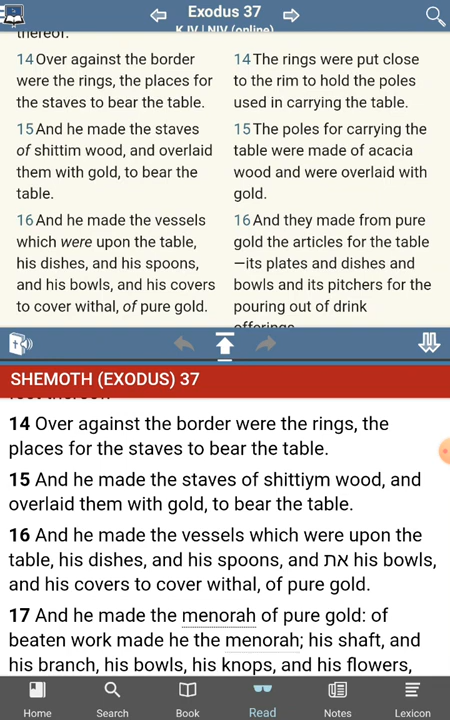 Exodus 37
KJV | NIV (online)
thereof.
14 Over against the border
were the rings, the places for
the staves to bear the table.
15 And he made the staves
of shittim wood, and overlaid
them with gold, to bear the
table.
16 And he made the vessels
which were upon the table,
his dishes, and his spoons,
and his bowls, and his covers
to cover withal, of pure gold.
14 The rings were put close
to the rim to hold the poles
used in carrying the table.
15 The poles for carrying the
table were made of acacia
wood and were overlaid with
gold.
16 And they made from pure
gold the articles for the table
—its plates and dishes and
bowls and its pitchers for the
pouring out of drink
offerings
SHEMOTH (EXODUS) 37
14 Over against the border were the rings, the
places for the staves to bear the table.
15 And he made the staves of shittiym wood, and
overlaid them with gold, to bear the table.
16 And he made the vessels which were upon the
table, his dishes, and his spoons, and את his bowls,
and his covers to cover withal, of pure gold.
17 And he made the menorah of pure gold: of
beaten work made he the menorah; his shaft, and
his branch, his bowls, his knops, and his flowers,
Home
Search
Book
Read
Notes
Lexicon